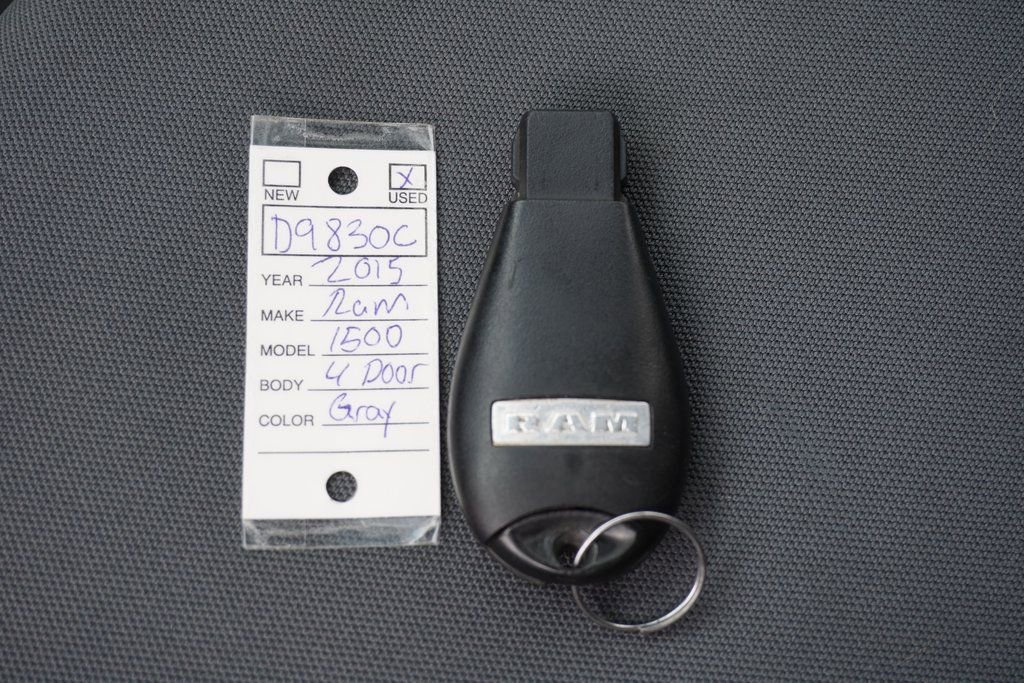 X
NEW USED
D9830C
YEAR 2015
MAKE Ram
MODEL 1500
BODY 4 Door
COLOR Gray
RAM